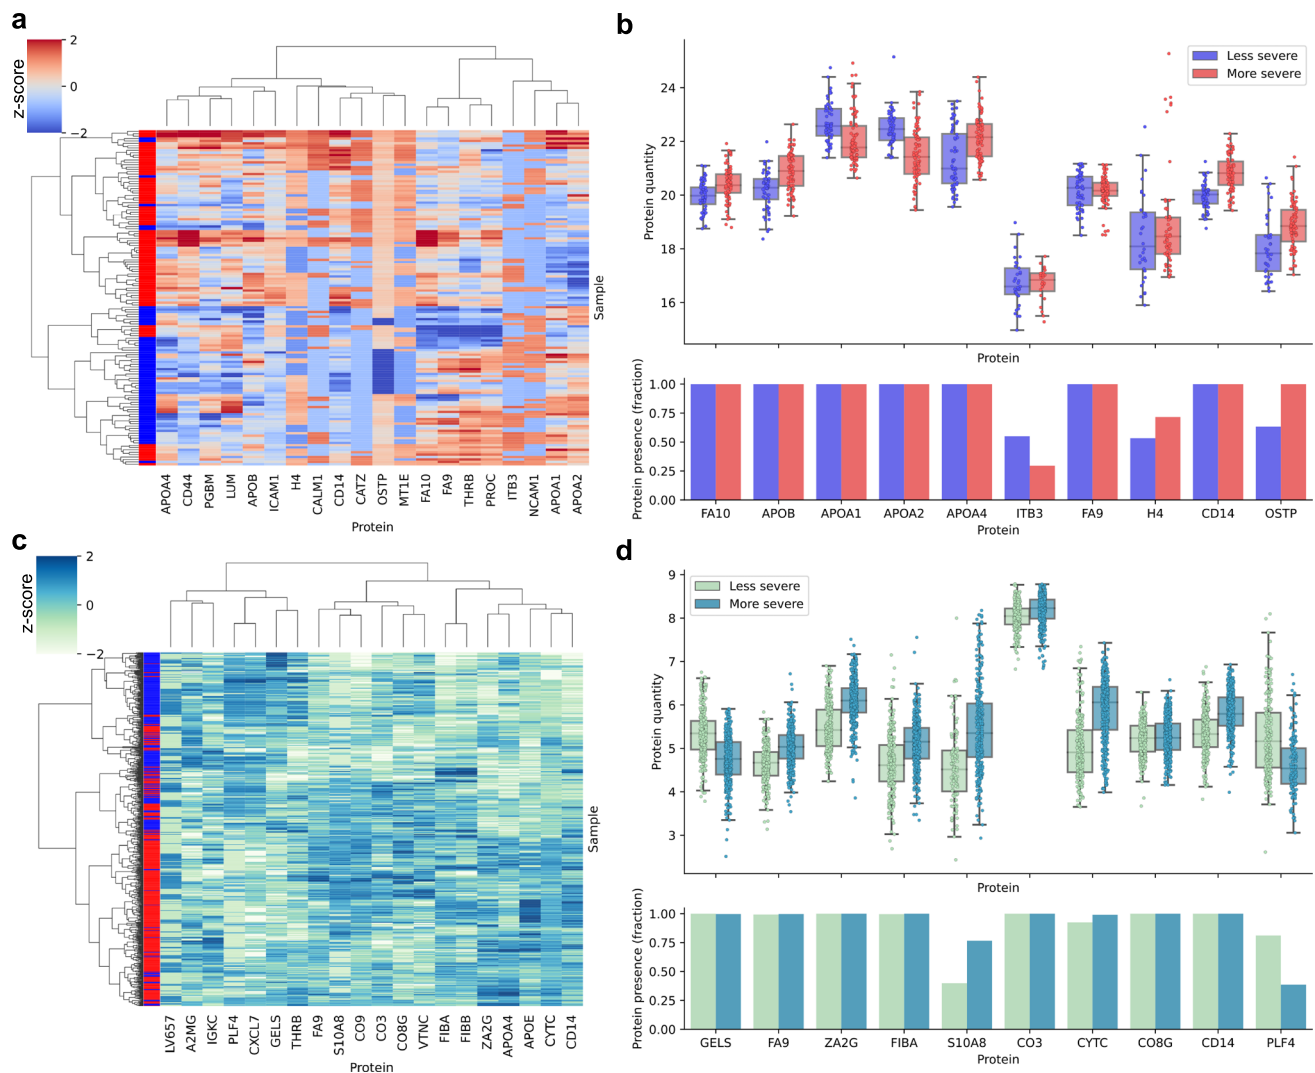 a
z-score
2
0
−2
Sample
APOA4
CD44
PGBM
LUM
APOB
ICAM1
H4
CALM1
CD14
CATZ
OSTP
MT1E
FA10
FA9
THRB
PROC
ITB3
NCAM1
APOA1
APOA2
Protein
b
Less severe
More severe
Protein quantity
24
22
20
18
16
Protein
Protein presence (fraction)
1.00
0.75
0.50
0.25
0.00
FA10 APOB APOA1 APOA2 APOA4 ITB3 FA9 H4 CD14 OSTP
Protein
c
z-score
2
0
−2
Sample
LV657
A2MG
IGKC
PLF4
CXCL7
GELS
THRB
FA9
S10A8
CO9
CO3
CO8G
VTNC
FIBA
FIBB
ZA2G
APOA4
APOE
CYTC
CD14
Protein
d
Less severe
More severe
Protein quantity
9
8
7
6
5
4
3
Protein
Protein presence (fraction)
1.00
0.75
0.50
0.25
0.00
GELS FA9 ZA2G FIBA S10A8 CO3 CYTC CO8G CD14 PLF4
Protein